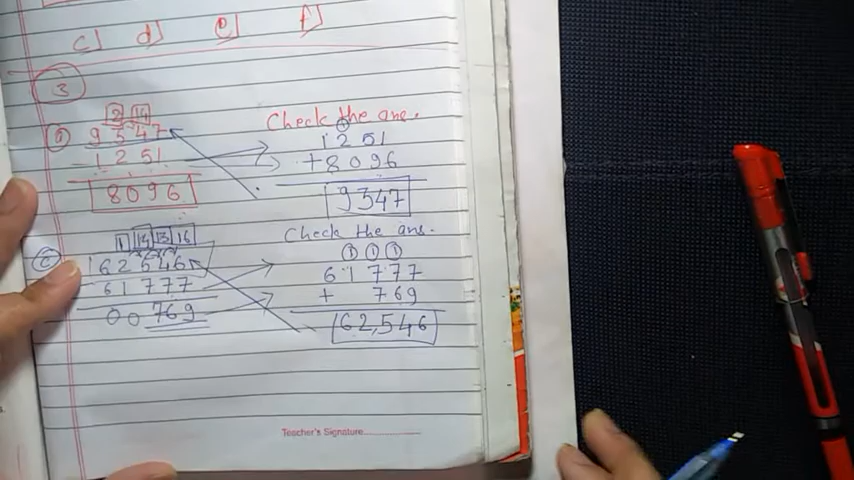 c] d] e] f]
3
a
2 14
9 5 4 7
1 2 5 1
8 0 9 6
Check the ans.
1
1 2 5 1
+ 8 0 9 6
9 3 4 7
c
1 14 13 16
6 2 5 4 6
6 1 7 7 7
0 0 7 6 9
Check the ans.
1 1 1
6 1 7 7 7
+ 7 6 9
62,546
Teacher's Signature